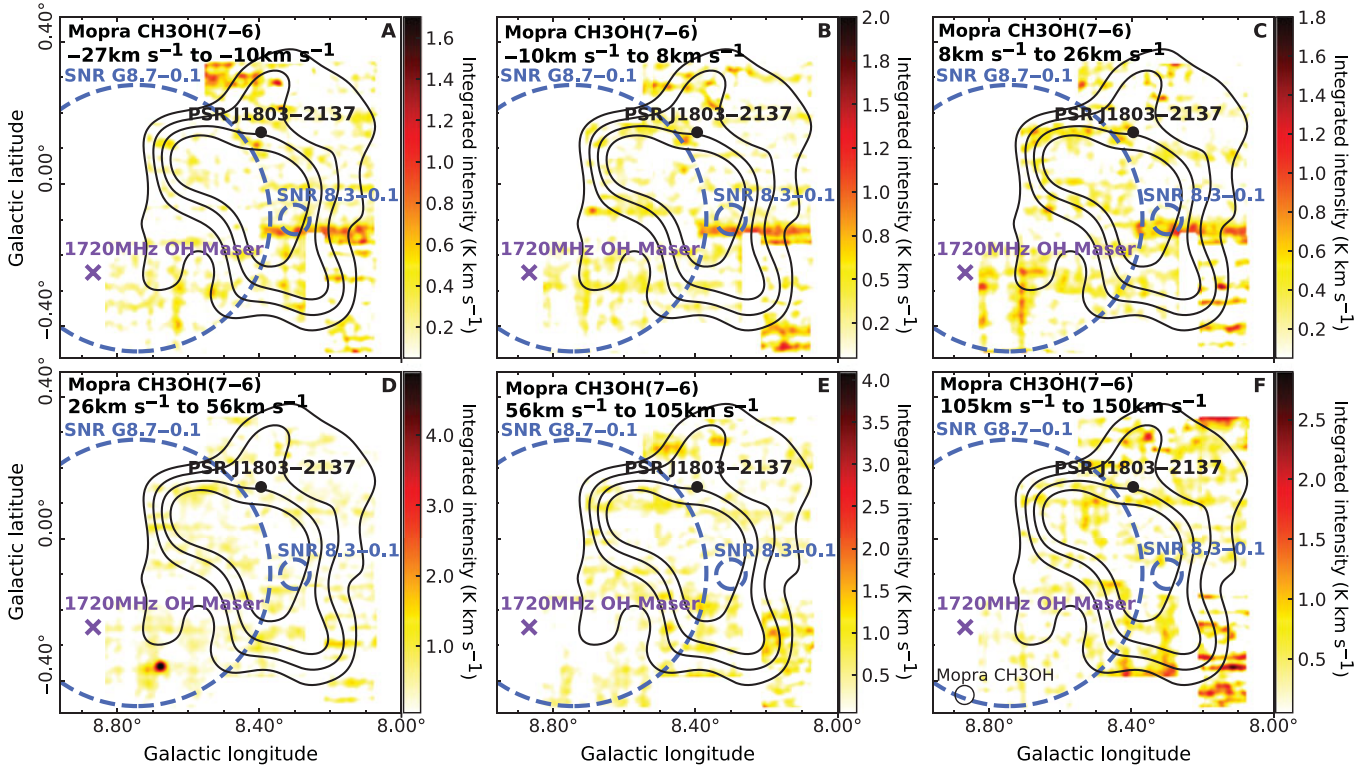 Mopra CH3OH(7−6) A
−27km s⁻¹ to −10km s⁻¹
SNR G8.7−0.1
PSR J1803−2137
SNR 8.3−0.1
1720MHz OH Maser
0.40°
0.00°
−0.40°
Galactic latitude
1.6
1.4
1.2
1.0
0.8
0.6
0.4
0.2
Integrated intensity (K km s⁻¹)
Mopra CH3OH(7−6) B
−10km s⁻¹ to 8km s⁻¹
SNR G8.7−0.1
PSR J1803−2137
SNR 8.3−0.1
1720MHz OH Maser
2.0
1.8
1.5
1.2
1.0
0.8
0.5
0.2
Integrated intensity (K km s⁻¹)
Mopra CH3OH(7−6) C
8km s⁻¹ to 26km s⁻¹
SNR G8.7−0.1
PSR J1803−2137
SNR 8.3−0.1
1720MHz OH Maser
1.8
1.6
1.4
1.2
1.0
0.8
0.6
0.4
0.2
Integrated intensity (K km s⁻¹)
Mopra CH3OH(7−6) D
26km s⁻¹ to 56km s⁻¹
SNR G8.7−0.1
PSR J1803−2137
SNR 8.3−0.1
1720MHz OH Maser
0.40°
0.00°
−0.40°
Galactic latitude
8.80° 8.40° 8.00°
Galactic longitude
4.0
3.0
2.0
1.0
Integrated intensity (K km s⁻¹)
Mopra CH3OH(7−6) E
56km s⁻¹ to 105km s⁻¹
SNR G8.7−0.1
PSR J1803−2137
SNR 8.3−0.1
1720MHz OH Maser
8.80° 8.40° 8.00°
Galactic longitude
4.0
3.5
3.0
2.5
2.0
1.5
1.0
0.5
Integrated intensity (K km s⁻¹)
Mopra CH3OH(7−6) F
105km s⁻¹ to 150km s⁻¹
SNR G8.7−0.1
PSR J1803−2137
SNR 8.3−0.1
1720MHz OH Maser
Mopra CH3OH
8.80° 8.40° 8.00°
Galactic longitude
2.5
2.0
1.5
1.0
0.5
Integrated intensity (K km s⁻¹)